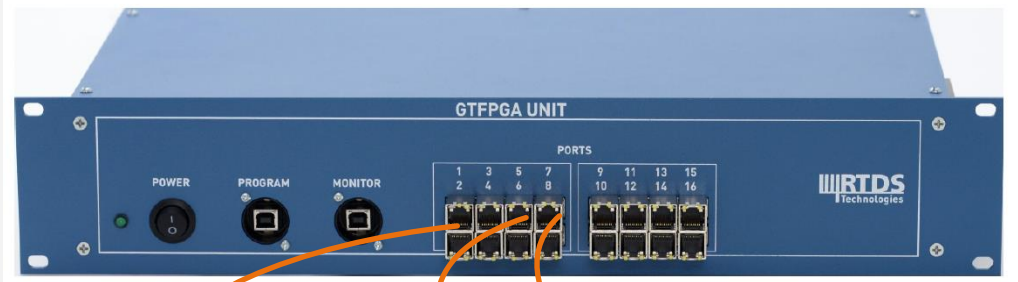 GTFPGA UNIT
PORTS
POWER
PROGRAM
MONITOR
1 3 5 7
2 4 6 8
9 11 13 15
10 12 14 16
RTDS
Technologies
I
O